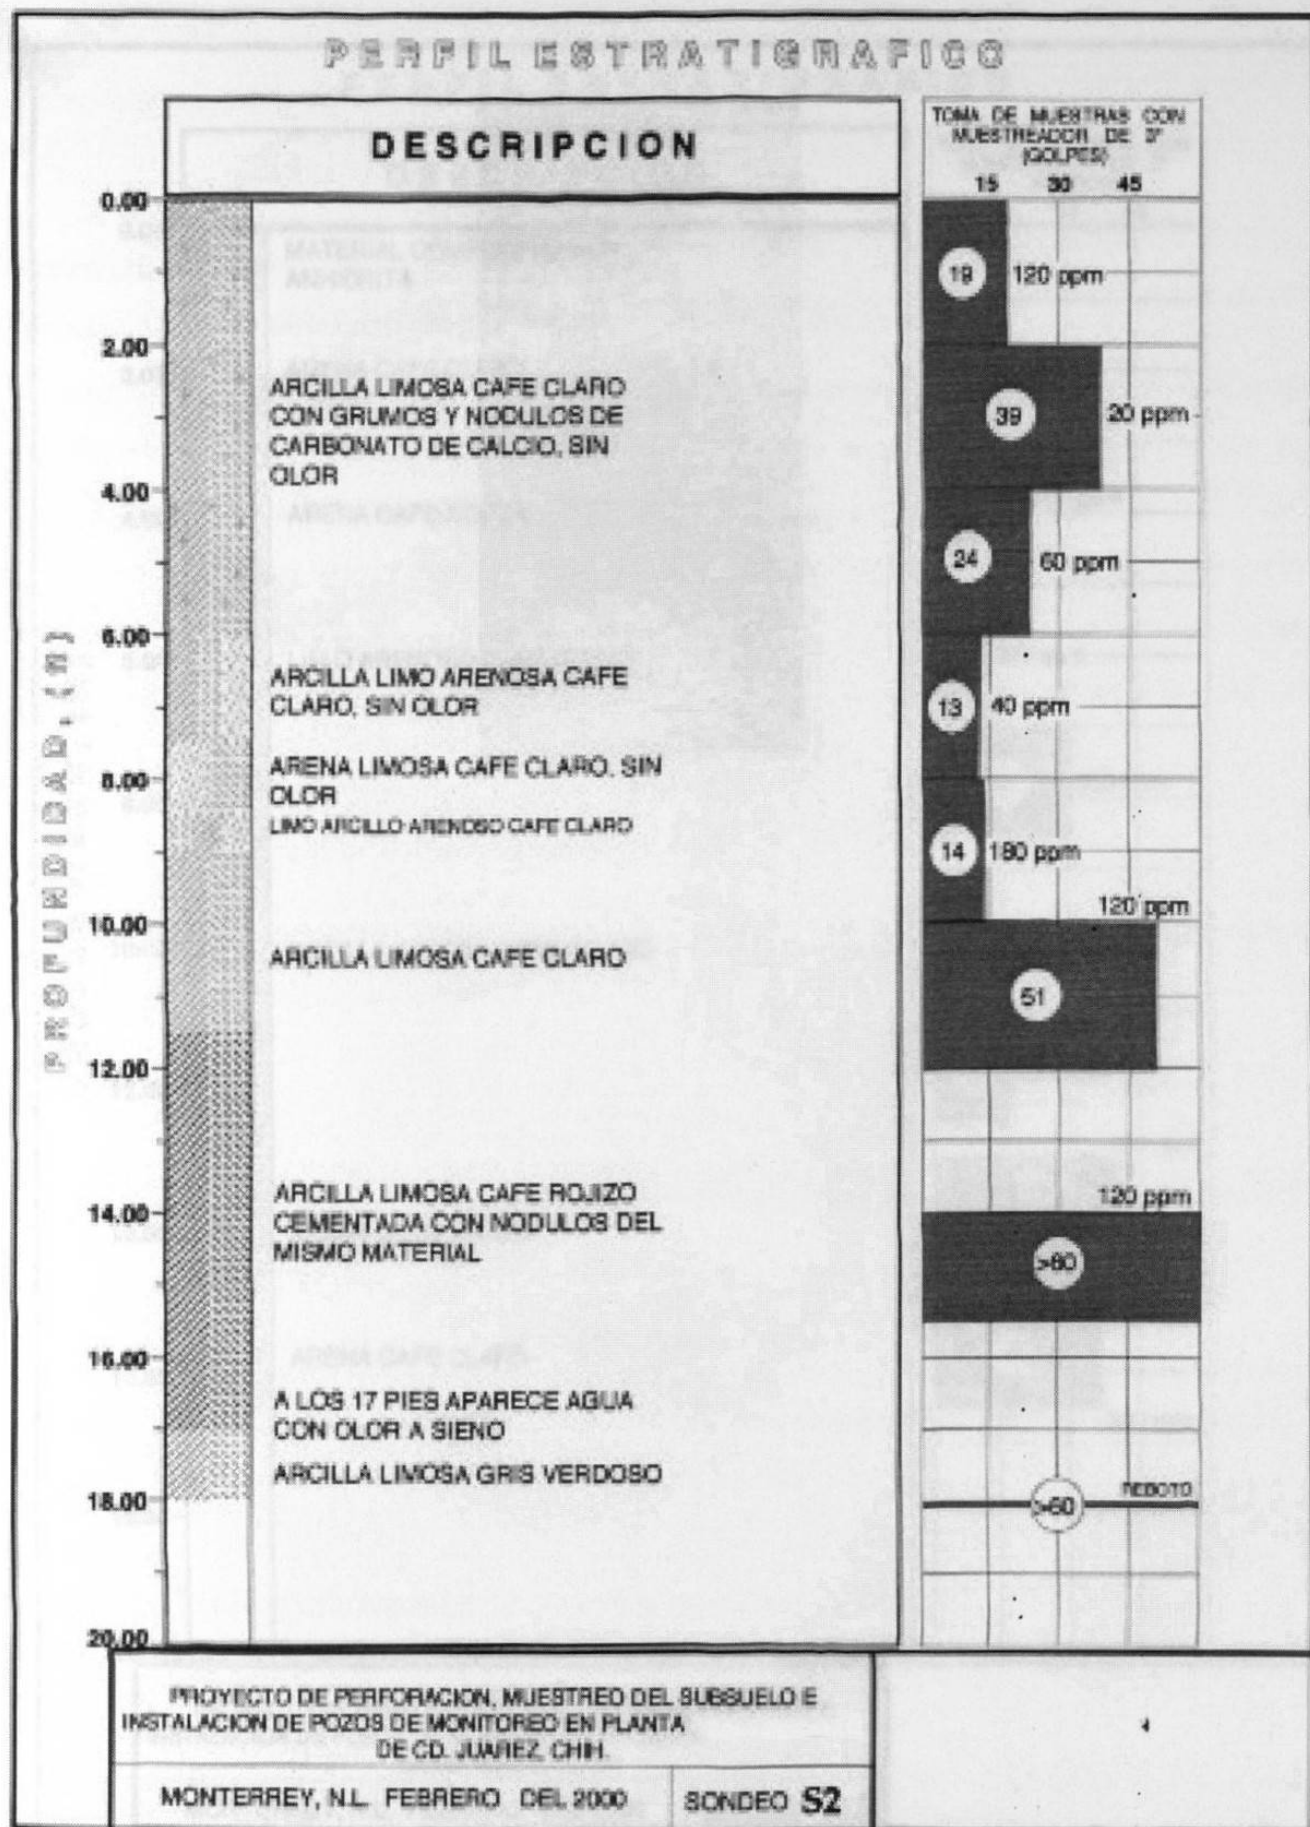 PERFIL ESTRATIGRAFICO
DESCRIPCION
TOMA DE MUESTRAS CON
MUESTREADOR DE 3"
(GOLPES)
15 30 45
PROFUNDIDAD, (ft)
0.00
19 120 ppm
2.00
ARCILLA LIMOSA CAFE CLARO
CON GRUMOS Y NODULOS DE
CARBONATO DE CALCIO, SIN
OLOR
39 20 ppm
4.00
24 60 ppm
6.00
ARCILLA LIMO ARENOSA CAFE
CLARO, SIN OLOR
13 40 ppm
ARENA LIMOSA CAFE CLARO, SIN
OLOR
8.00
LIMO ARCILLO ARENOSO CAFE CLARO
14 180 ppm
120 ppm
10.00
ARCILLA LIMOSA CAFE CLARO
51
12.00
120 ppm
ARCILLA LIMOSA CAFE ROJIZO
CEMENTADA CON NODULOS DEL
MISMO MATERIAL
14.00
>60
16.00
A LOS 17 PIES APARECE AGUA
CON OLOR A SIENO
ARCILLA LIMOSA GRIS VERDOSO
18.00
REBOTO
>60
20.00
PROYECTO DE PERFORACION, MUESTREO DEL SUBSUELO E
INSTALACION DE POZOS DE MONITOREO EN PLANTA
DE CD. JUAREZ, CHIH.
MONTERREY, N.L. FEBRERO DEL 2000
SONDEO S2